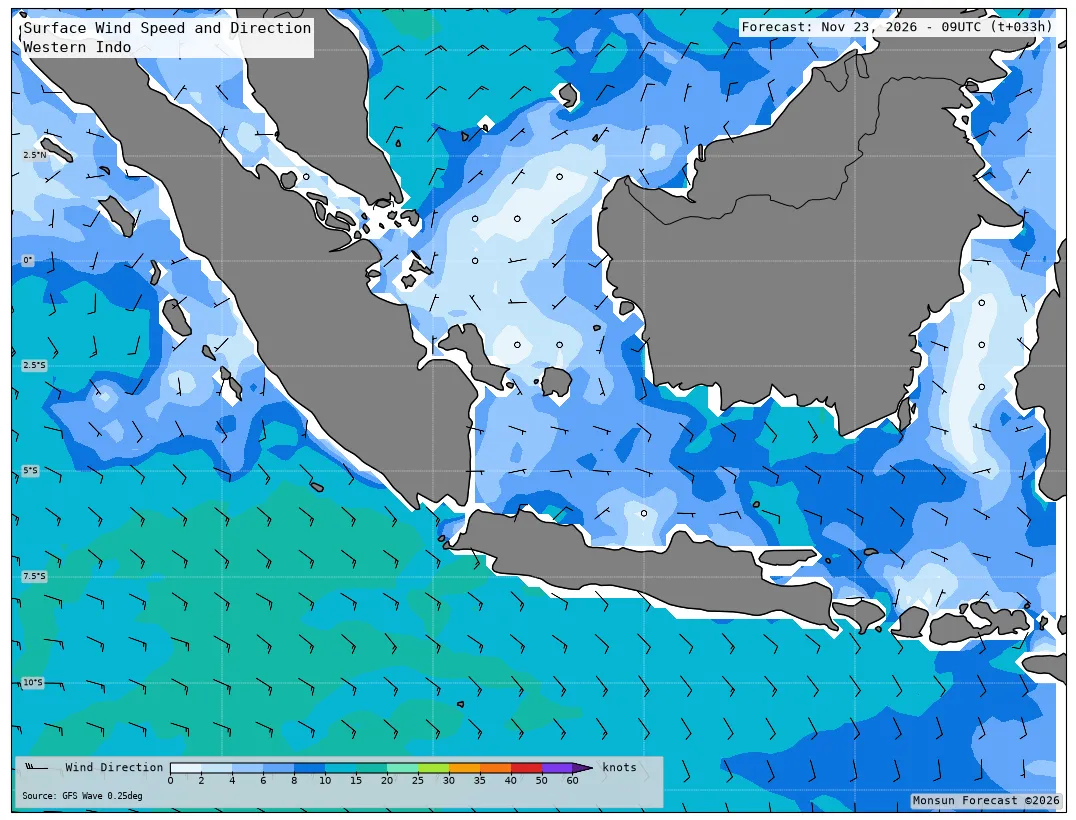 Surface Wind Speed and Direction
Western Indo
Forecast: Nov 23, 2026 - 09UTC (t+033h)
2.5°N
0°
2.5°S
5°S
7.5°S
10°S
Wind Direction
0 2 4 6 8 10 15 20 25 30 35 40 50 60
knots
Source: GFS Wave 0.25deg
Monsun Forecast ©2026